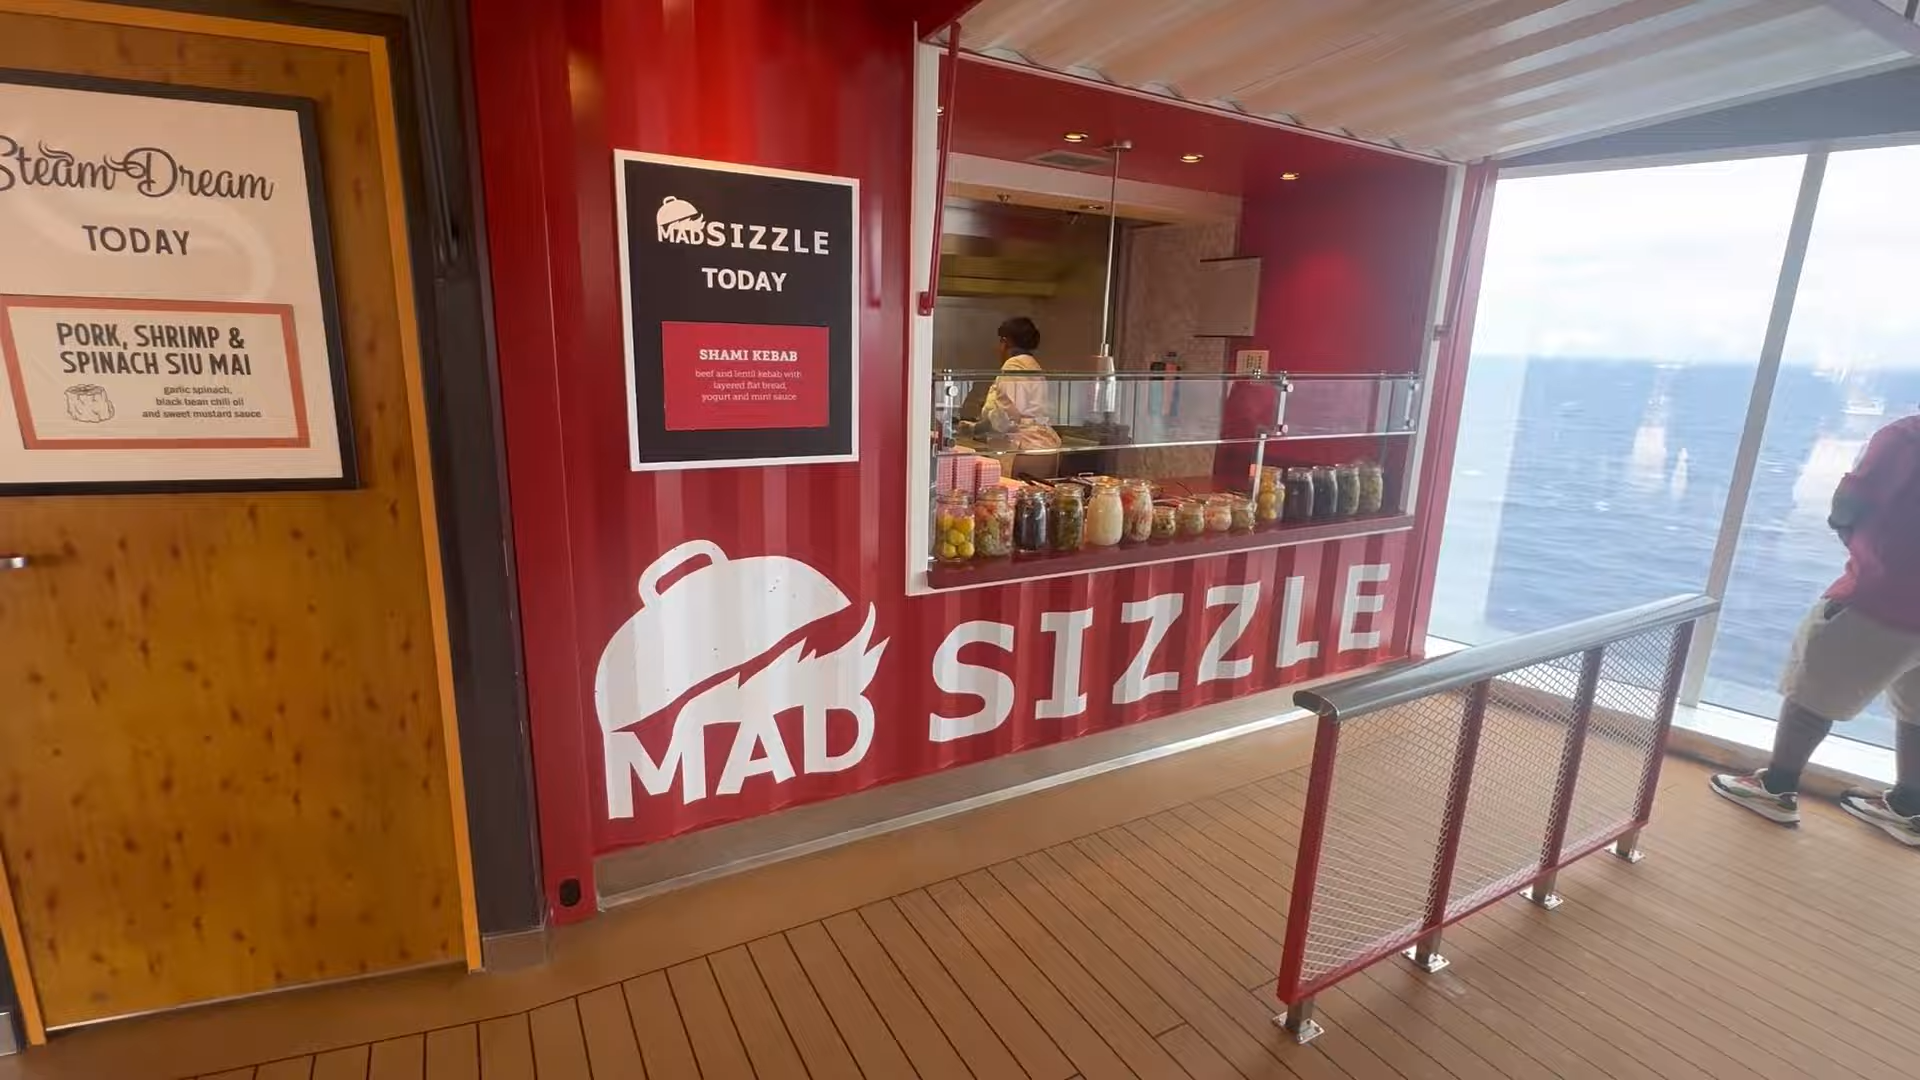 Steam Dream
TODAY
PORK, SHRIMP &
SPINACH SIU MAI
garlic spinach,
black bean chili oil
and sweet mustard sauce
MAD SIZZLE
TODAY
SHAMI KEBAB
beef and lentil kebab with
layered flat bread,
yogurt and mint sauce
MAD SIZZLE